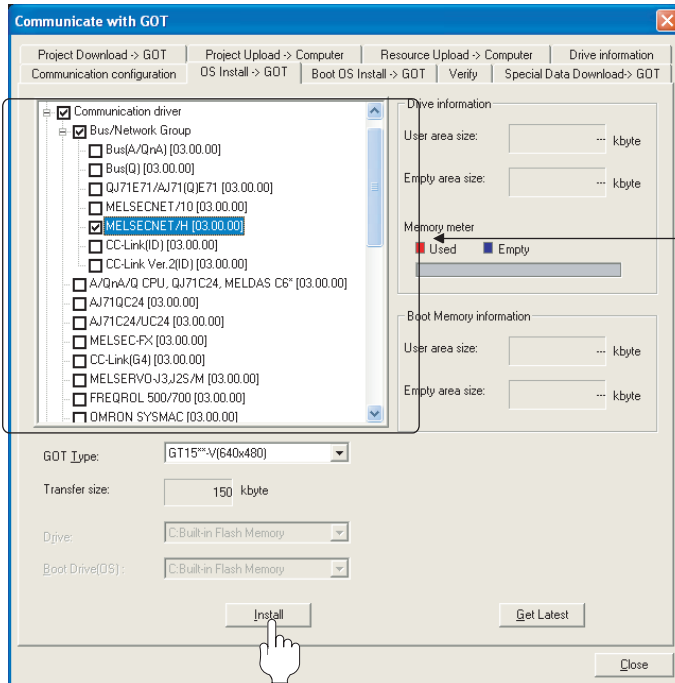 Communicate with GOT
Project Download -> GOT
Project Upload -> Computer
Resource Upload -> Computer
Drive information
Communication configuration
OS Install -> GOT
Boot OS Install -> GOT
Verify
Special Data Download-> GOT
Communication driver
Bus/Network Group
Bus(A/QnA) [03.00.00]
Bus(Q) [03.00.00]
QJ71E71/AJ71(Q)E71 [03.00.00]
MELSECNET/10 [03.00.00]
MELSECNET/H [03.00.00]
CC-Link(ID) [03.00.00]
CC-Link Ver.2(ID) [03.00.00]
A/QnA/Q CPU, QJ71C24, MELDAS C6* [03.00.00]
AJ71QC24 [03.00.00]
AJ71C24/UC24 [03.00.00]
MELSEC-FX [03.00.00]
CC-Link(G4) [03.00.00]
MELSERVO-J3,J2S/M [03.00.00]
FREQROL 500/700 [03.00.00]
OMRON SYSMAC [03.00.00]
Drive information
User area size: --- kbyte
Empty area size: --- kbyte
Memory meter
Used Empty
Boot Memory information
User area size: --- kbyte
Empty area size: --- kbyte
GOT Type: GT15**-V(640x480)
Transfer size: 150 kbyte
Drive: C:Built-in Flash Memory
Boot Drive(OS) : C:Built-in Flash Memory
Install
Get Latest
Close